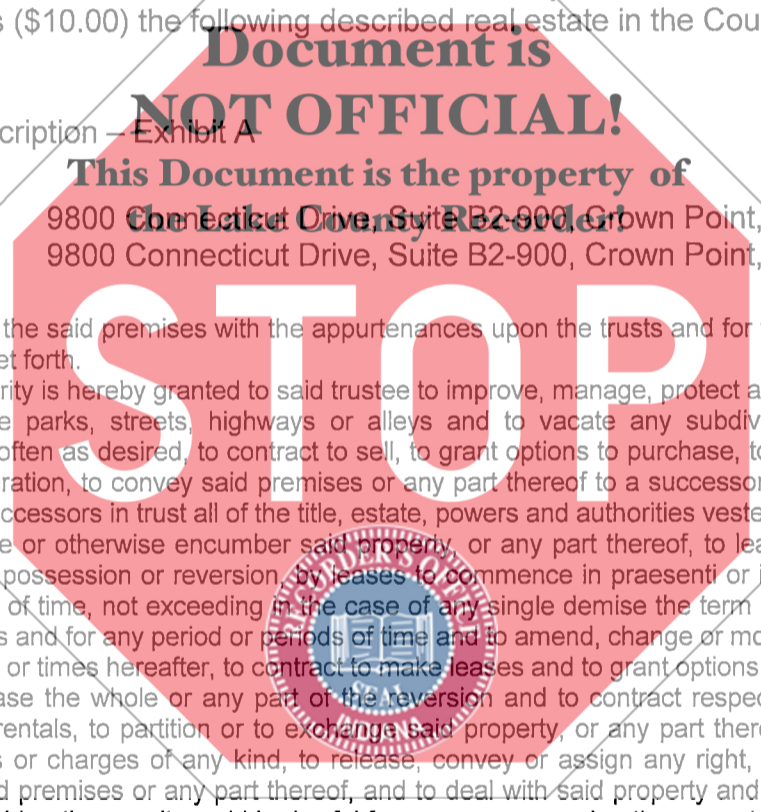 s ($10.00) the following described real estate in the Cou
Document is
NOT OFFICIAL!
cription – Exhibit A
This Document is the property of
the Lake County Recorder!
9800 Connecticut Drive, Suite B2-900, Crown Point,
9800 Connecticut Drive, Suite B2-900, Crown Point,
STOP
the said premises with the appurtenances upon the trusts and for
et forth.
rity is hereby granted to said trustee to improve, manage, protect a
e parks, streets, highways or alleys and to vacate any subdiv
often as desired, to contract to sell, to grant options to purchase, to
ration, to convey said premises or any part thereof to a successor
ccessors in trust all of the title, estate, powers and authorities veste
e or otherwise encumber said property, or any part thereof, to lea
possession or reversion, by leases to commence in praesenti or i
of time, not exceeding in the case of any single demise the term
s and for any period or periods of time and to amend, change or mo
or times hereafter, to contract to make leases and to grant options
ase the whole or any part of the reversion and to contract respec
rentals, to partition or to exchange said property, or any part there
s or charges of any kind, to release, convey or assign any right,
d premises or any part thereof, and to deal with said property and
RECORDER'S OFFICE
SEAL
INDIANA